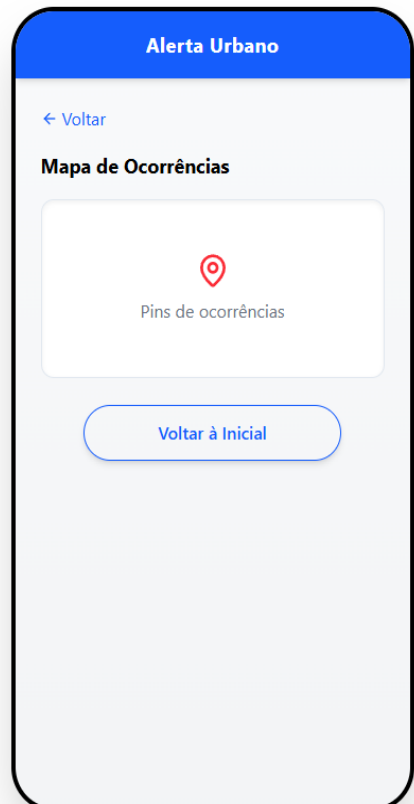 Alerta Urbano
← Voltar
Mapa de Ocorrências
Pins de ocorrências
Voltar à Inicial